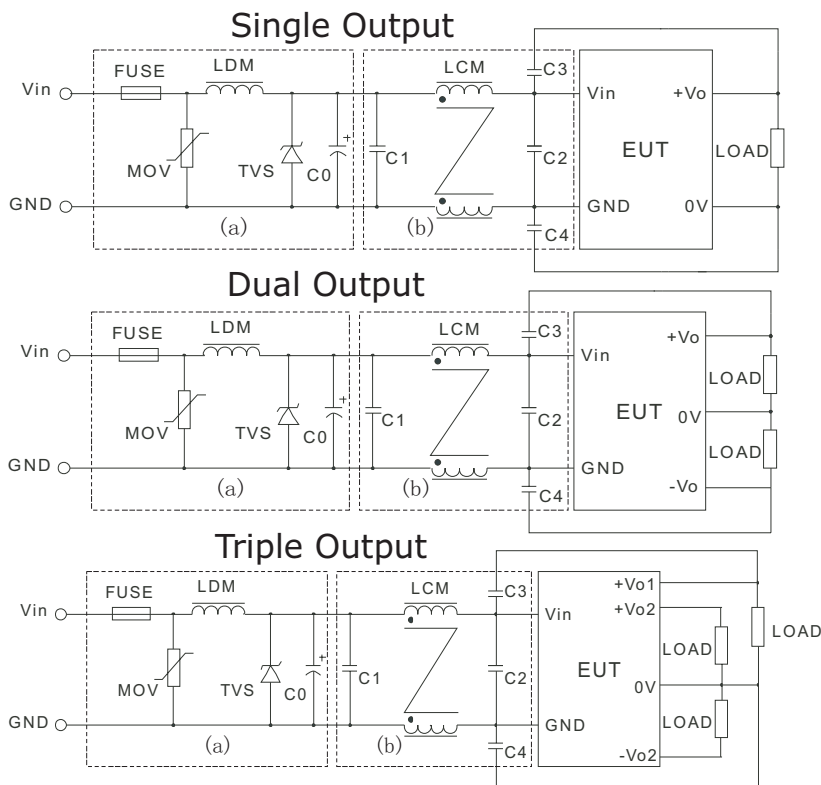 Single Output
FUSE
LDM
LCM
C3
Vin
Vin
+Vo
MOV
TVS
C0
+
C1
C2
EUT
LOAD
GND
GND
0V
(a)
(b)
C4
Dual Output
FUSE
LDM
LCM
C3
Vin
Vin
+Vo
LOAD
MOV
TVS
C0
+
C1
C2
EUT
0V
LOAD
GND
GND
-Vo
(a)
(b)
C4
Triple Output
FUSE
LDM
LCM
C3
+Vo1
Vin
Vin
+Vo2
LOAD
LOAD
MOV
TVS
C0
+
C1
C2
EUT
0V
LOAD
GND
GND
-Vo2
(a)
(b)
C4